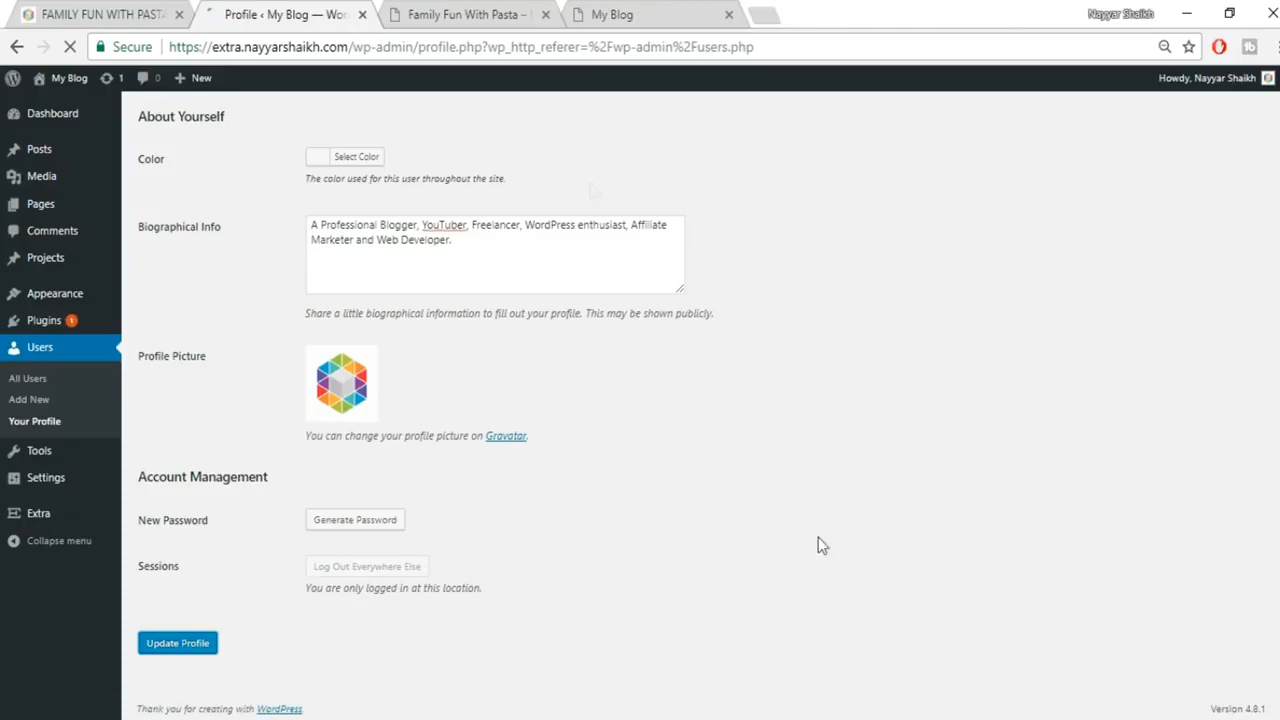 FAMILY FUN WITH PASTA
Profile ‹ My Blog — Wor
Family Fun With Pasta –
My Blog
Nayyar Shaikh
Secure
https://extra.nayyarshaikh.com/wp-admin/profile.php?wp_http_referer=%2Fwp-admin%2Fusers.php
My Blog
1
0
New
Howdy, Nayyar Shaikh
Dashboard
Posts
Media
Pages
Comments
Projects
Appearance
Plugins 1
Users
All Users
Add New
Your Profile
Tools
Settings
Extra
Collapse menu
About Yourself
Color
Select Color
The color used for this user throughout the site.
Biographical Info
A Professional Blogger, YouTuber, Freelancer, WordPress enthusiast, Affiliate
Marketer and Web Developer.
Share a little biographical information to fill out your profile. This may be shown publicly.
Profile Picture
You can change your profile picture on Gravatar.
Account Management
New Password
Generate Password
Sessions
Log Out Everywhere Else
You are only logged in at this location.
Update Profile
Thank you for creating with WordPress.
Version 4.8.1